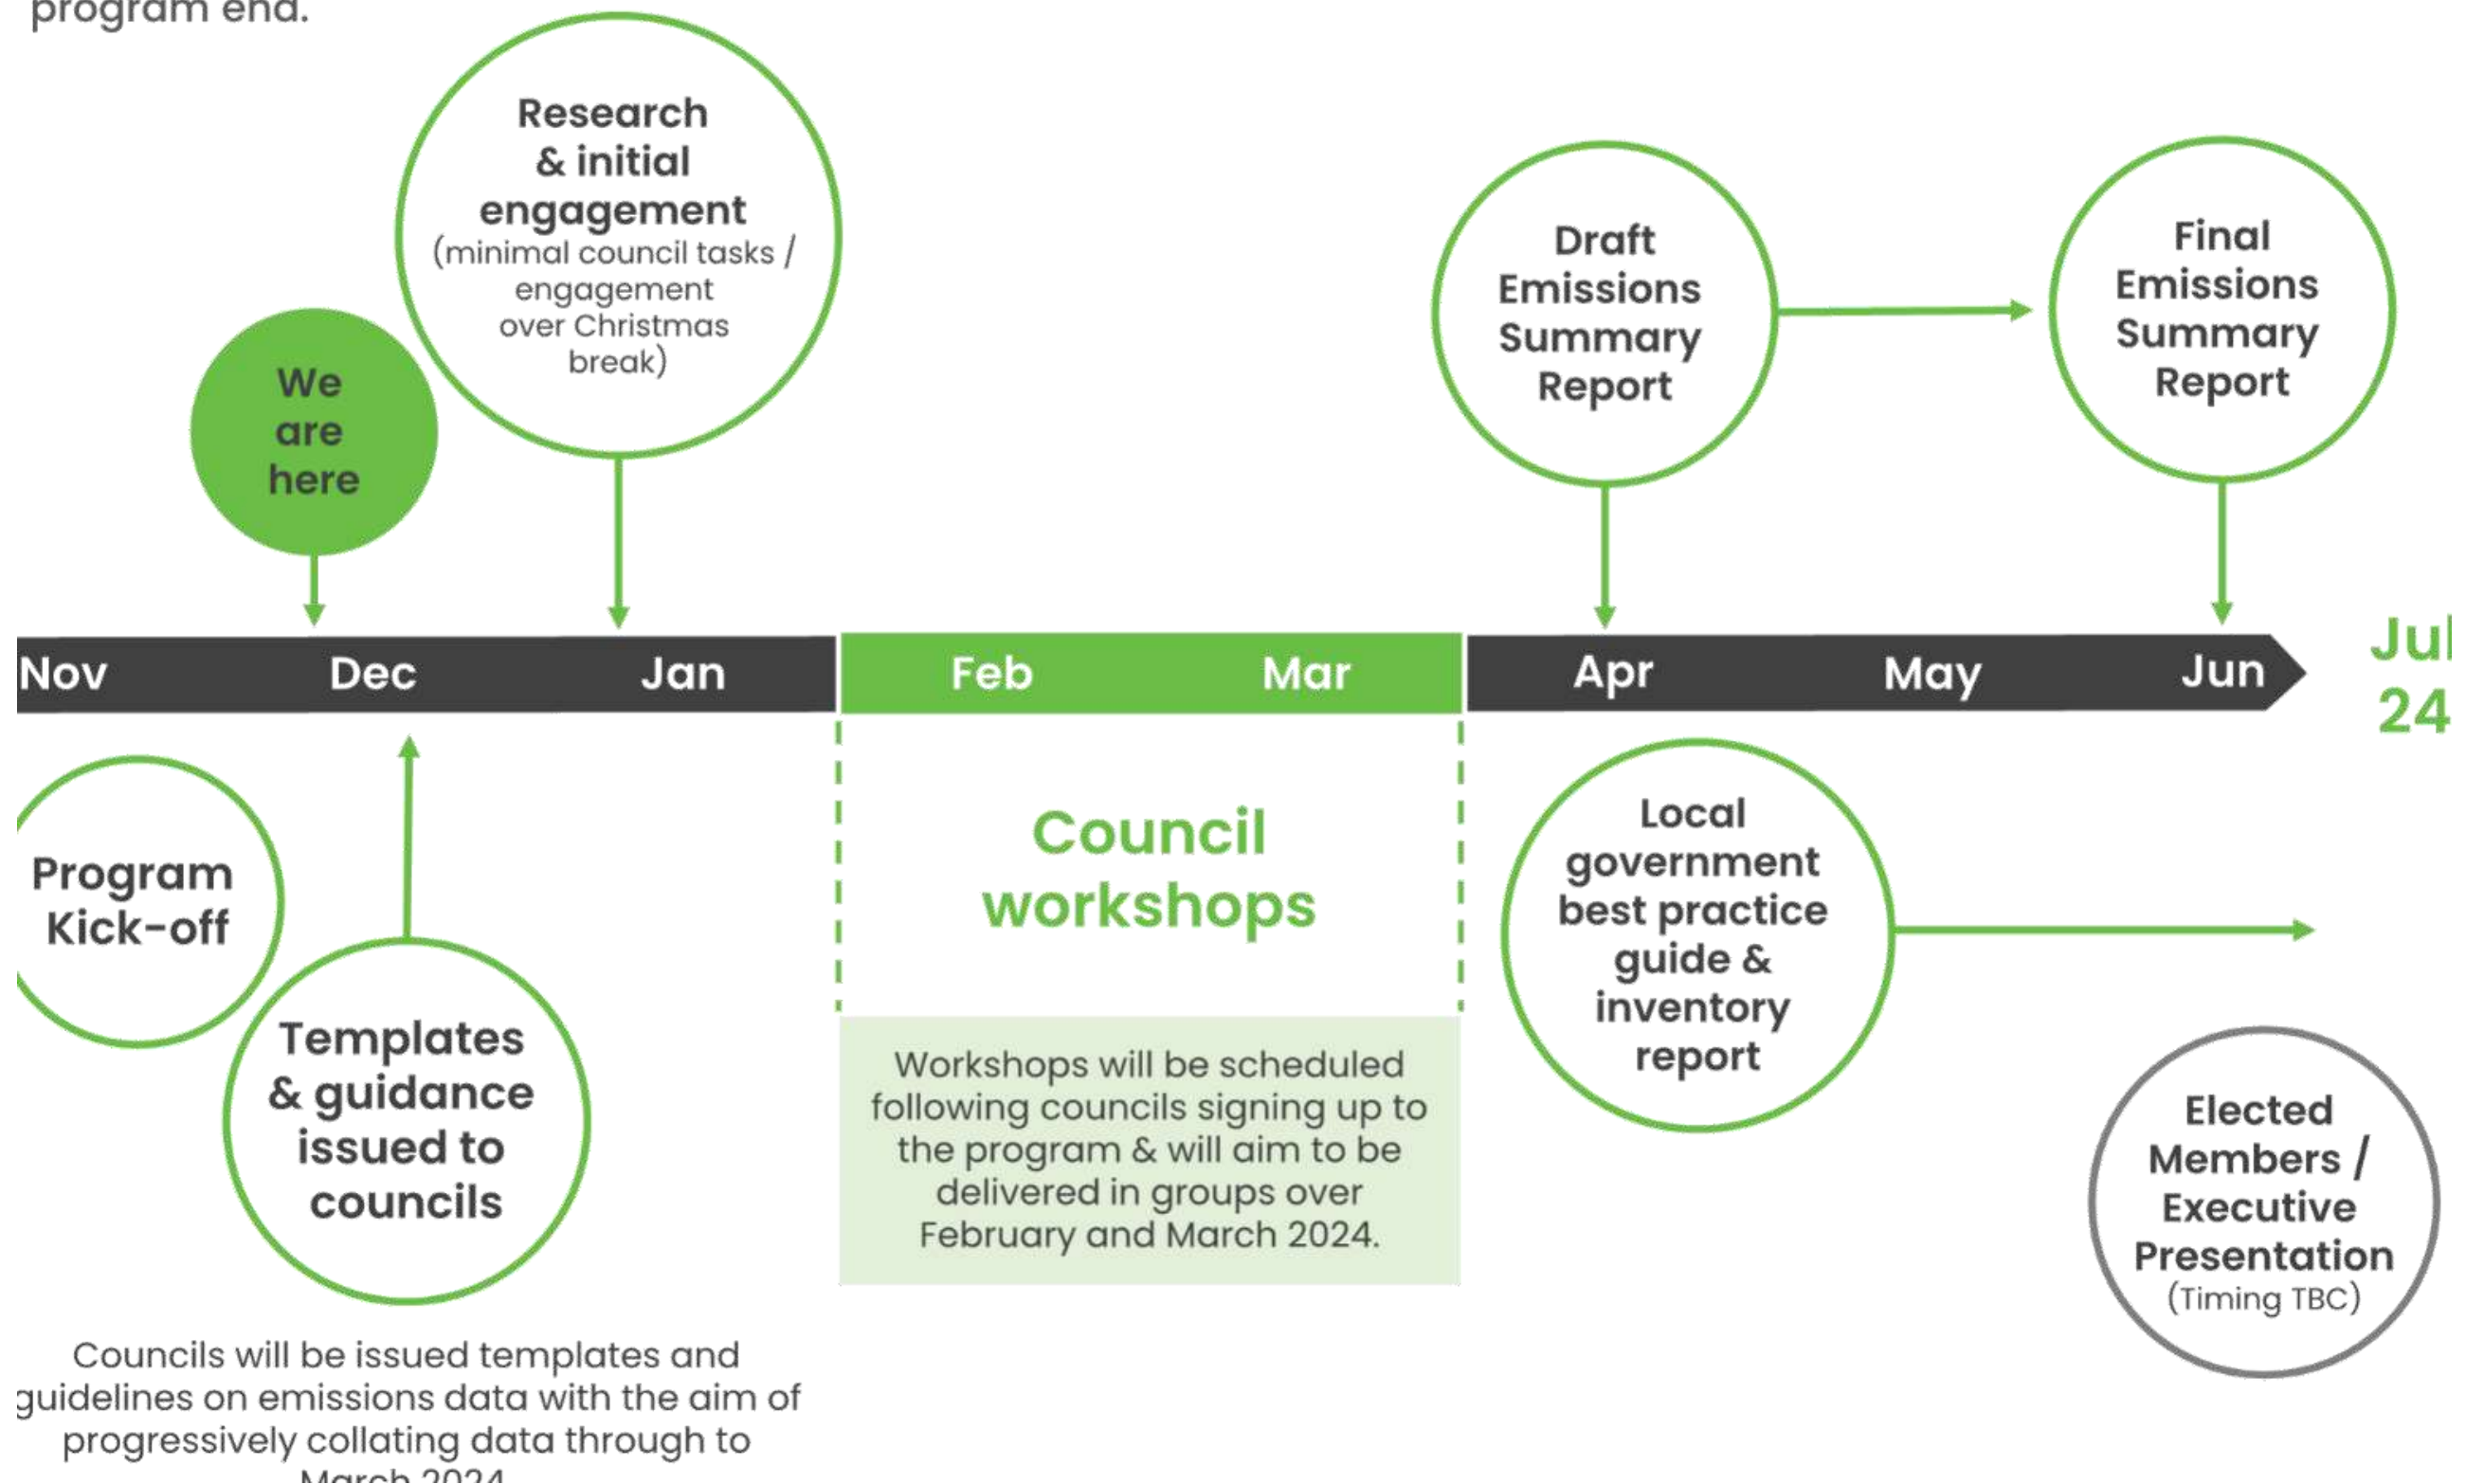 program end.
Research
& initial
engagement
(minimal council tasks /
engagement
over Christmas
break)
We
are
here
Draft
Emissions
Summary
Report
Final
Emissions
Summary
Report
Nov
Dec
Jan
Feb
Mar
Apr
May
Jun
Jul
24
Program
Kick-off
Templates
& guidance
issued to
councils
Councils will be issued templates and
guidelines on emissions data with the aim of
progressively collating data through to
March 2024
Council
workshops
Workshops will be scheduled
following councils signing up to
the program & will aim to be
delivered in groups over
February and March 2024.
Local
government
best practice
guide &
inventory
report
Elected
Members /
Executive
Presentation
(Timing TBC)